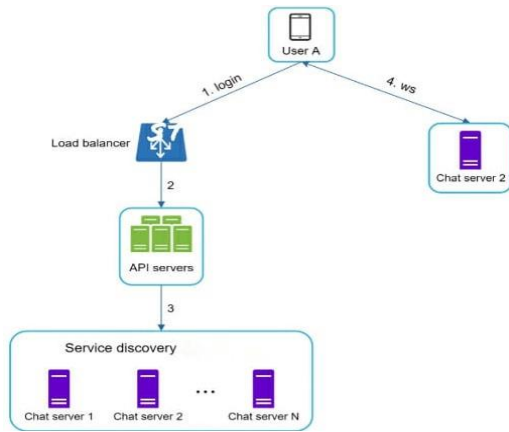 User A
1. login
4. ws
Load balancer
Chat server 2
2
API servers
3
Service discovery
Chat server 1
Chat server 2
...
Chat server N